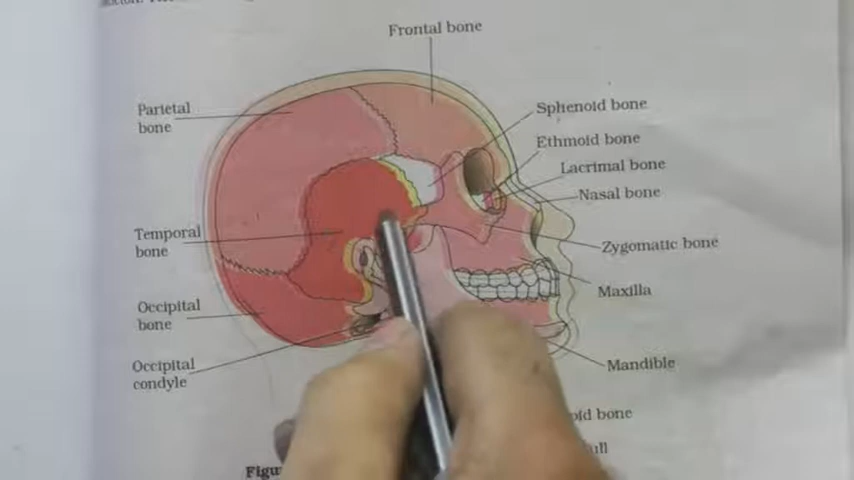 Frontal bone
Parietal
bone
Sphenoid bone
Ethmoid bone
Lacrimal bone
Nasal bone
Temporal
bone
Zygomatic bone
Maxilla
Occipital
bone
Occipital
condyle
Mandible
bone